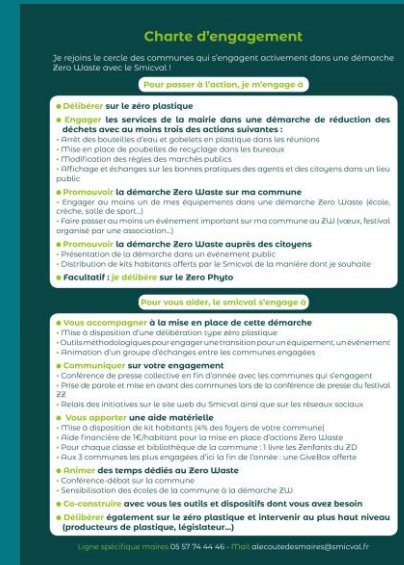 Charte d'engagement
Je rejoins le cercle des communes qui s'engagent activement dans une démarche
Zero Waste avec le Smicval !
Pour passer à l'action, je m'engage à
• Délibérer sur le zéro plastique
• Engager les services de la mairie dans une démarche de réduction des
déchets avec au moins trois des actions suivantes :
- Arrêt des bouteilles d'eau et gobelets en plastique dans les réunions
- Mise en place de poubelles de recyclage dans les bureaux
- Modification des règles des marchés publics
- Affichage et échanges sur les bonnes pratiques des agents et des citoyens dans un lieu
public
• Promouvoir la démarche Zero Waste sur ma commune
- Engager au moins un de mes équipements dans une démarche Zero Waste (école,
crèche, salle de sport...)
- Faire passer au moins un événement important sur ma commune au ZW (vœux, festival
organisé par une association...)
• Promouvoir la démarche Zero Waste auprès des citoyens
- Présentation de la démarche dans un événement public
- Distribution de kits habitants offerts par le Smicval de la manière dont je souhaite
• Facultatif : je délibère sur le Zero Phyto
Pour vous aider, le smicval s'engage à
• Vous accompagner à la mise en place de cette démarche
- Mise à disposition d'une délibération type zéro plastique
- Outils méthodologiques pour engager une transition pour un équipement, un événement
- Animation d'un groupe d'échanges entre les communes engagées
• Communiquer sur votre engagement
- Conférence de presse collective en fin d'année avec les communes qui s'engagent
- Prise de parole et mise en avant des communes lors de la conférence de presse du festival
ZZ
- Relais des initiatives sur le site web du Smicval ainsi que sur les réseaux sociaux
• Vous apporter une aide matérielle
- Mise à disposition de kit habitants (4% des foyers de votre commune)
- Aide financière de 1€/habitant pour la mise en place d'actions Zero Waste
- Pour chaque classe et bibliothèque de la commune : 1 livre les Zenfants du ZD
- Aux 3 communes les plus engagées d'ici la fin de l'année : une GiveBox offerte
• Animer des temps dédiés au Zero Waste
- Conférence-débat sur la commune
- Sensibilisation des écoles de la commune à la démarche ZW
• Co-construire avec vous les outils et dispositifs dont vous avez besoin
• Délibérer également sur le zéro plastique et intervenir au plus haut niveau
(producteurs de plastique, législateur...)
Ligne spécifique maires 05 57 74 44 46 - Mail alecoutedesmaires@smicval.fr